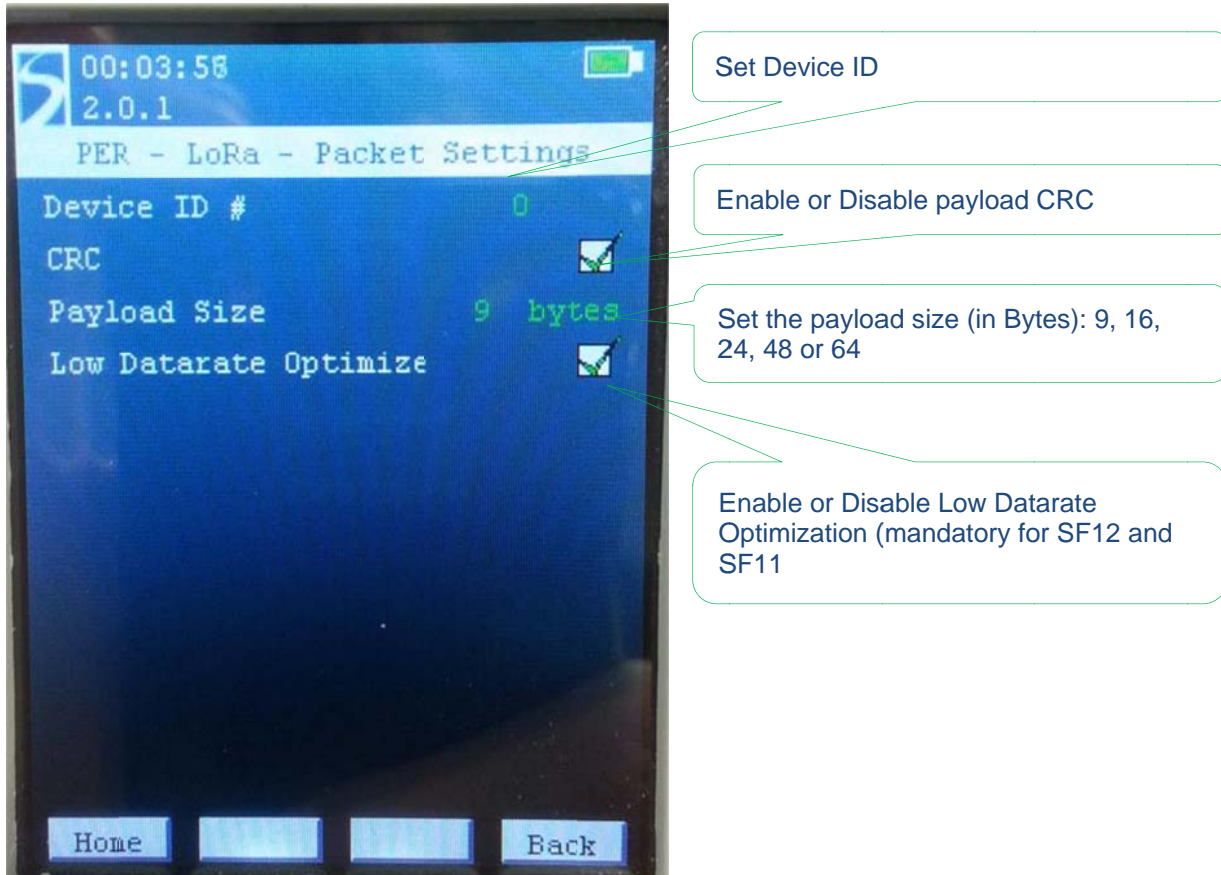 00:03:58
2.0.1
PER - LoRa - Packet Settings
Device ID # 0
CRC
Payload Size 9 bytes
Low Datarate Optimize
Home
Back
Set Device ID
Enable or Disable payload CRC
Set the payload size (in Bytes): 9, 16,
24, 48 or 64
Enable or Disable Low Datarate
Optimization (mandatory for SF12 and
SF11